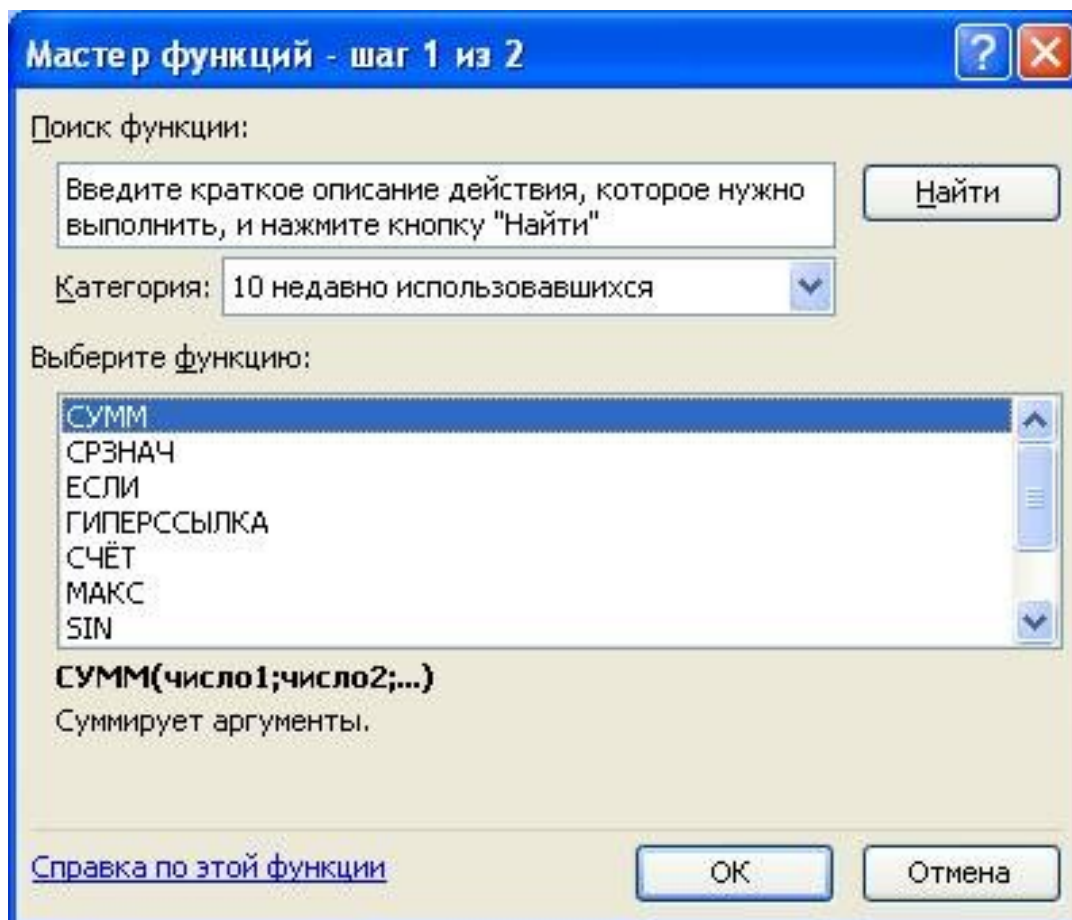 Мастер функций - шаг 1 из 2
Поиск функции:
Введите краткое описание действия, которое нужно
выполнить, и нажмите кнопку "Найти"
Найти
Категория: 10 недавно использовавшихся
Выберите функцию:
СУММ
СРЗНАЧ
ЕСЛИ
ГИПЕРССЫЛКА
СЧЁТ
МАКС
SIN
СУММ(число1;число2;...)
Суммирует аргументы.
Справка по этой функции
ОК
Отмена